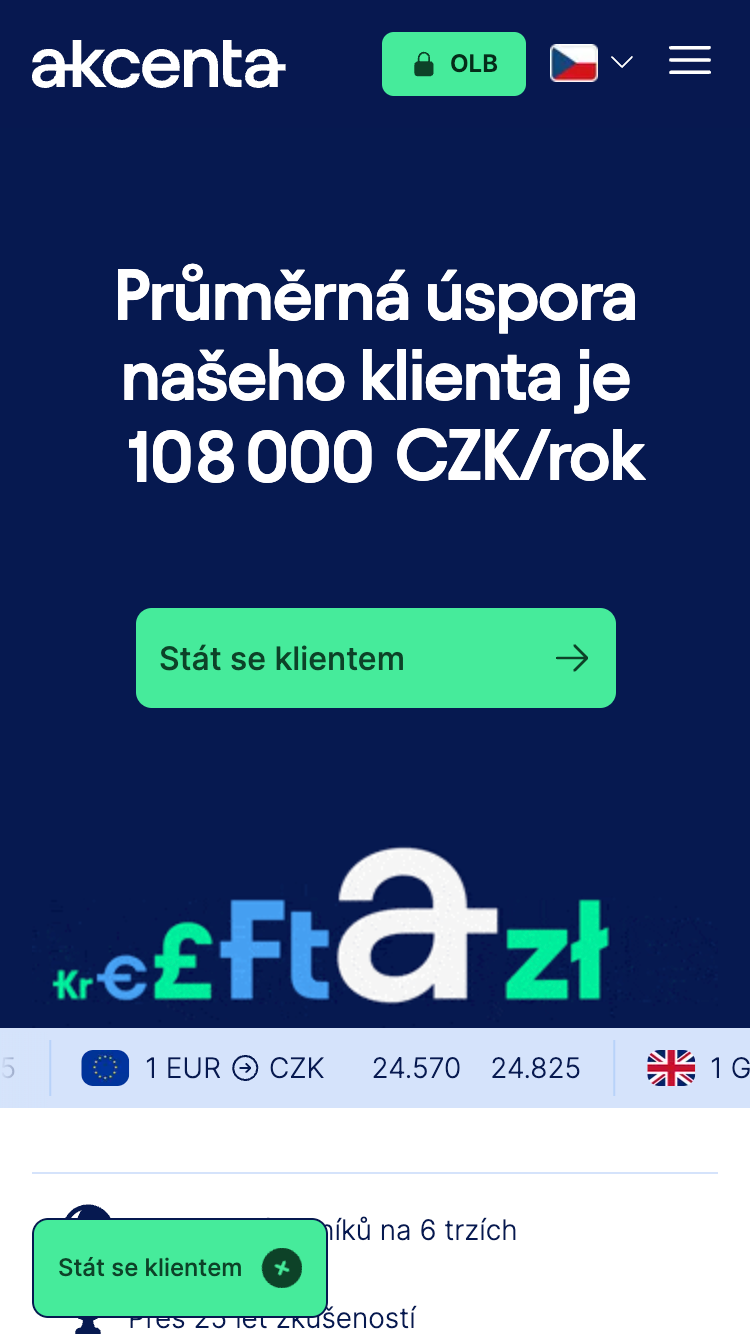 akcenta
OLB
Průměrná úspora
našeho klienta je
108 000 CZK/rok
Stát se klientem
Kr € £ Ft a zł
5
1 EUR CZK 24.570 24.825
1 G
níků na 6 trzích
Stát se klientem
Přes 25 let zkušeností